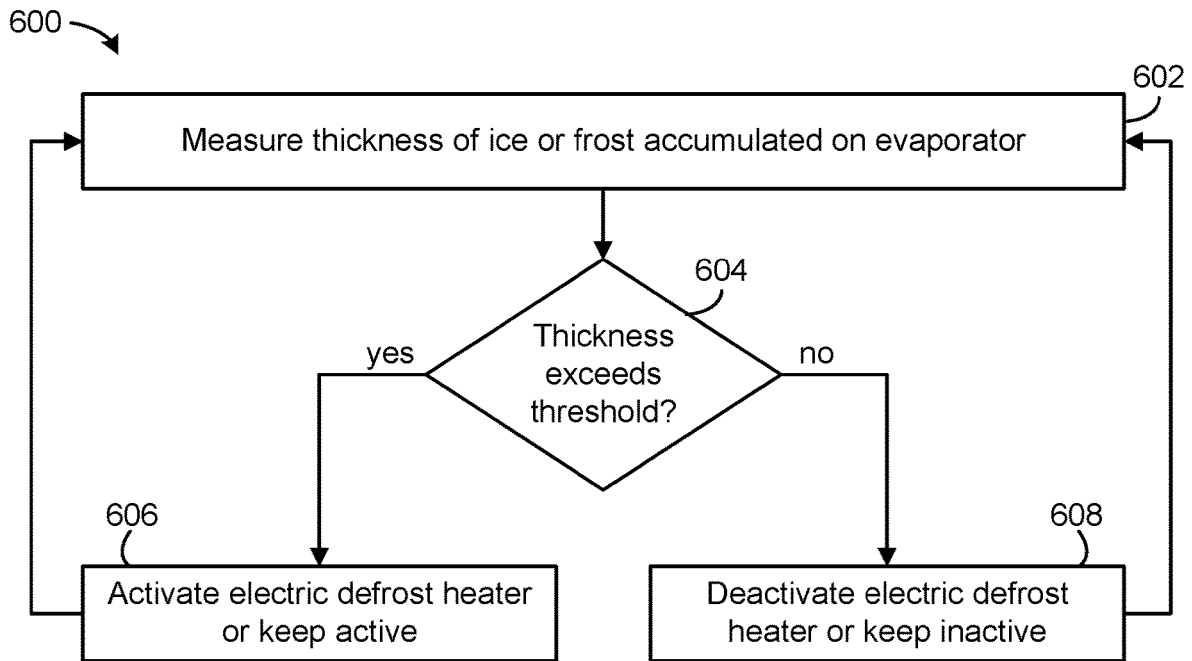 600
602
Measure thickness of ice or frost accumulated on evaporator
604
Thickness
exceeds
threshold?
yes
no
606
608
Activate electric defrost heater
or keep active
Deactivate electric defrost
heater or keep inactive